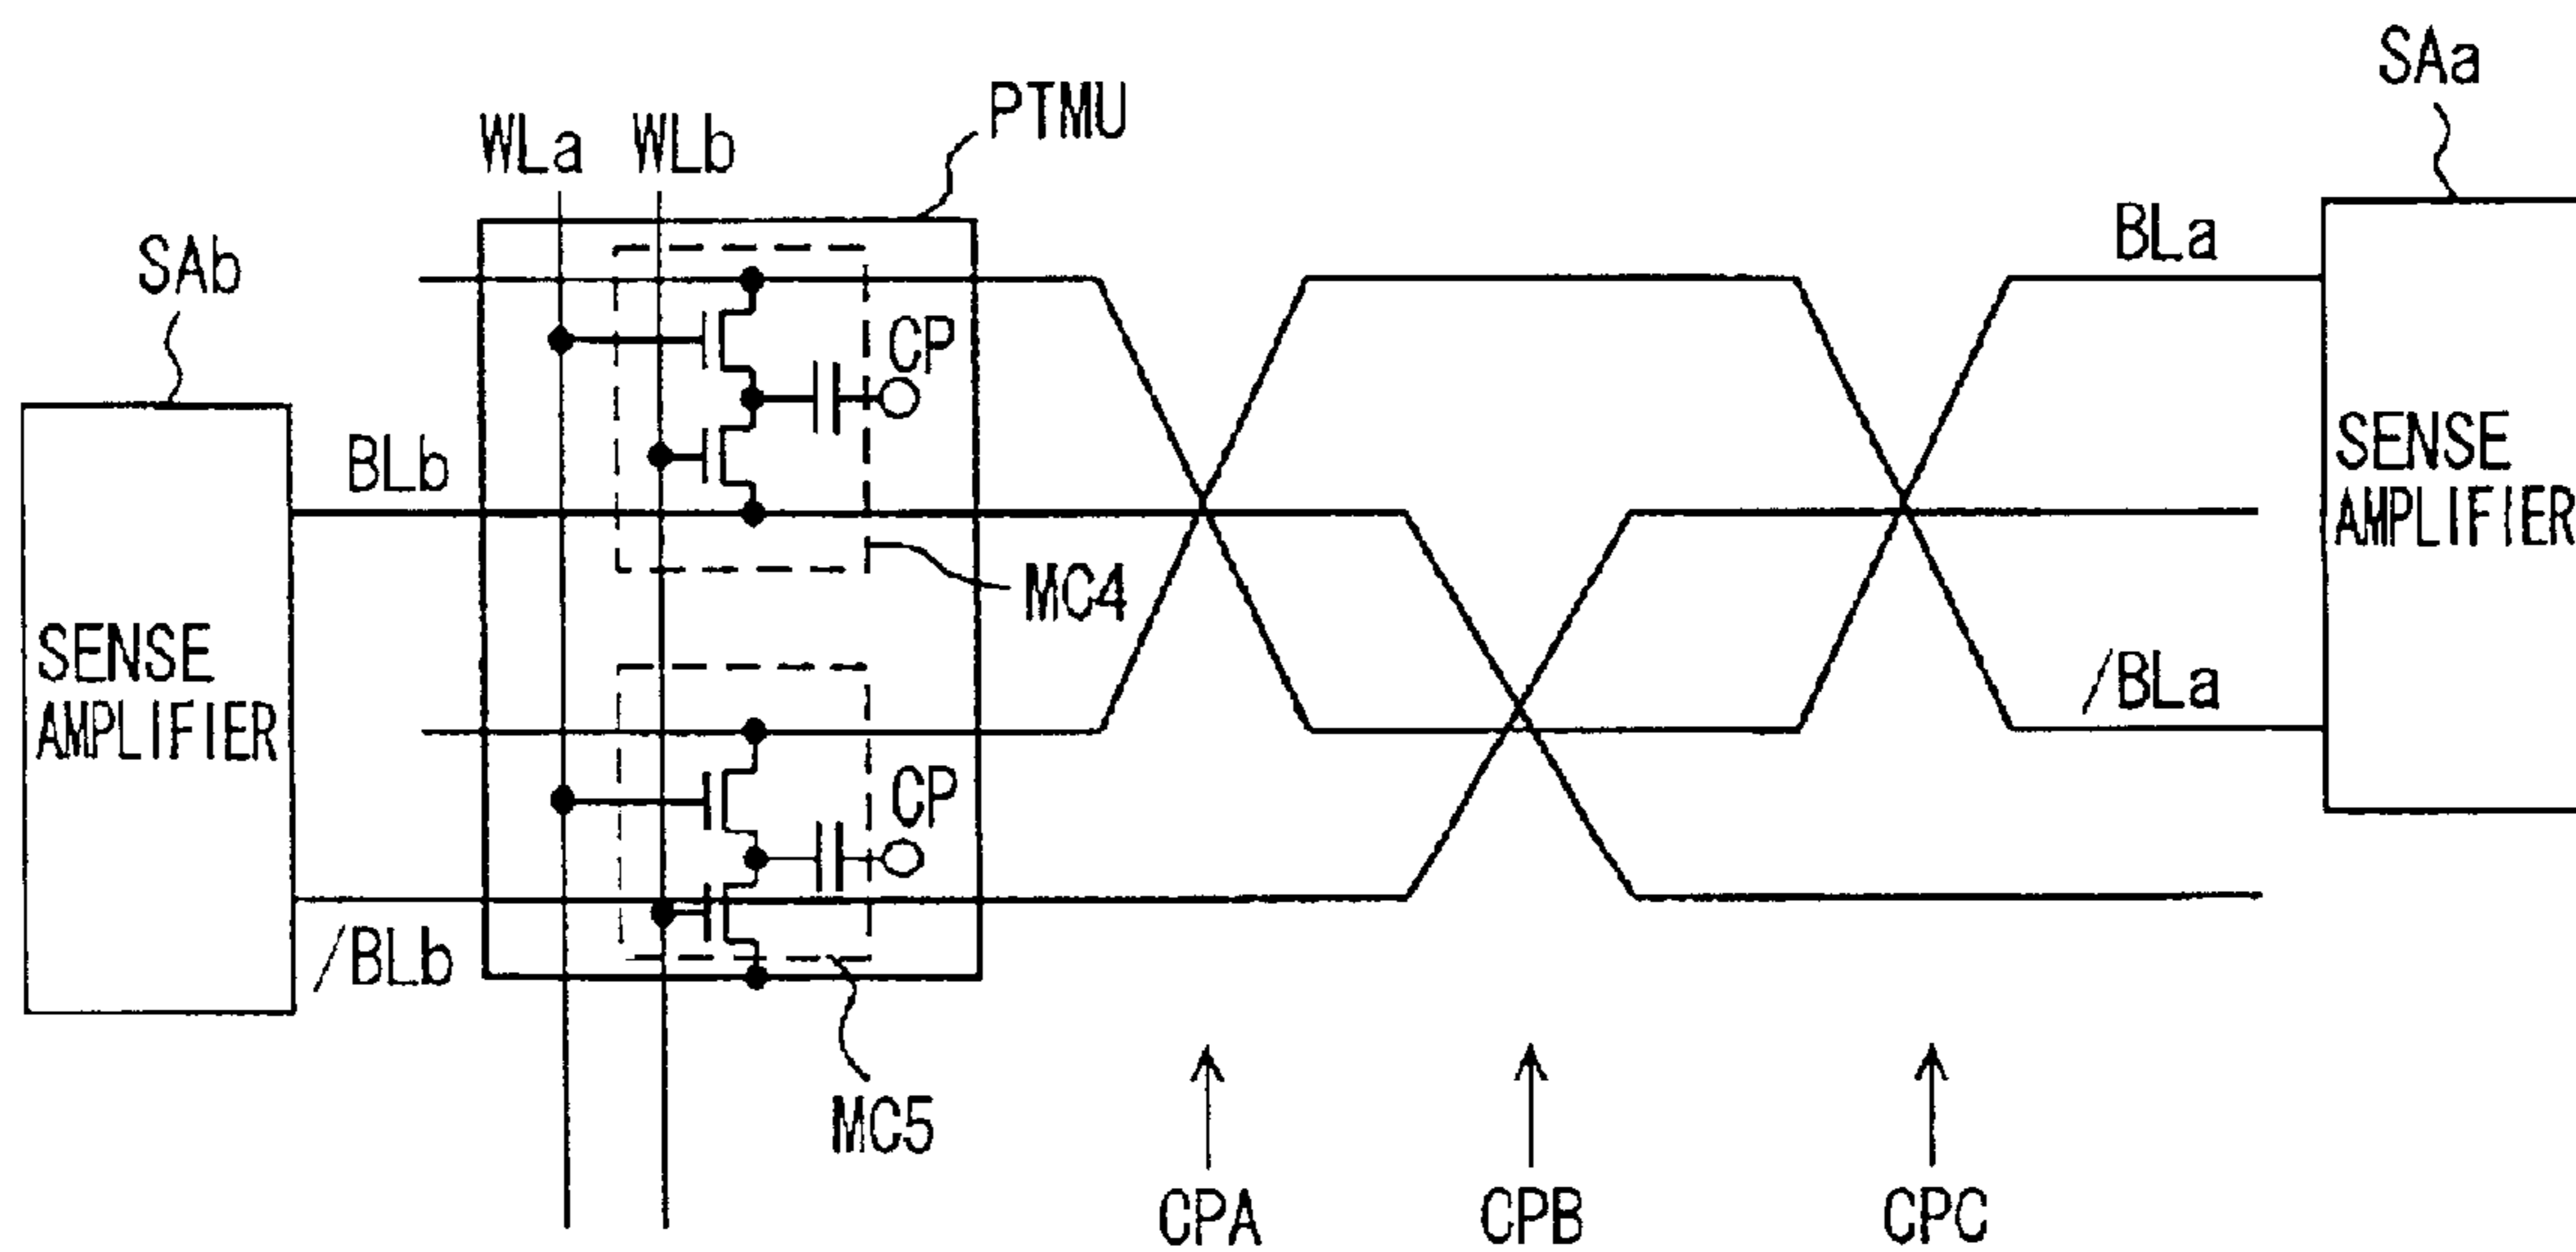 SAa
PTMU
WLa WLb
BLa
SAb
CP
BLb
SENSE
AMPLIFIER
MC4
SENSE
AMPLIFIER
/BLa
CP
/BLb
MC5
CPA CPB CPC